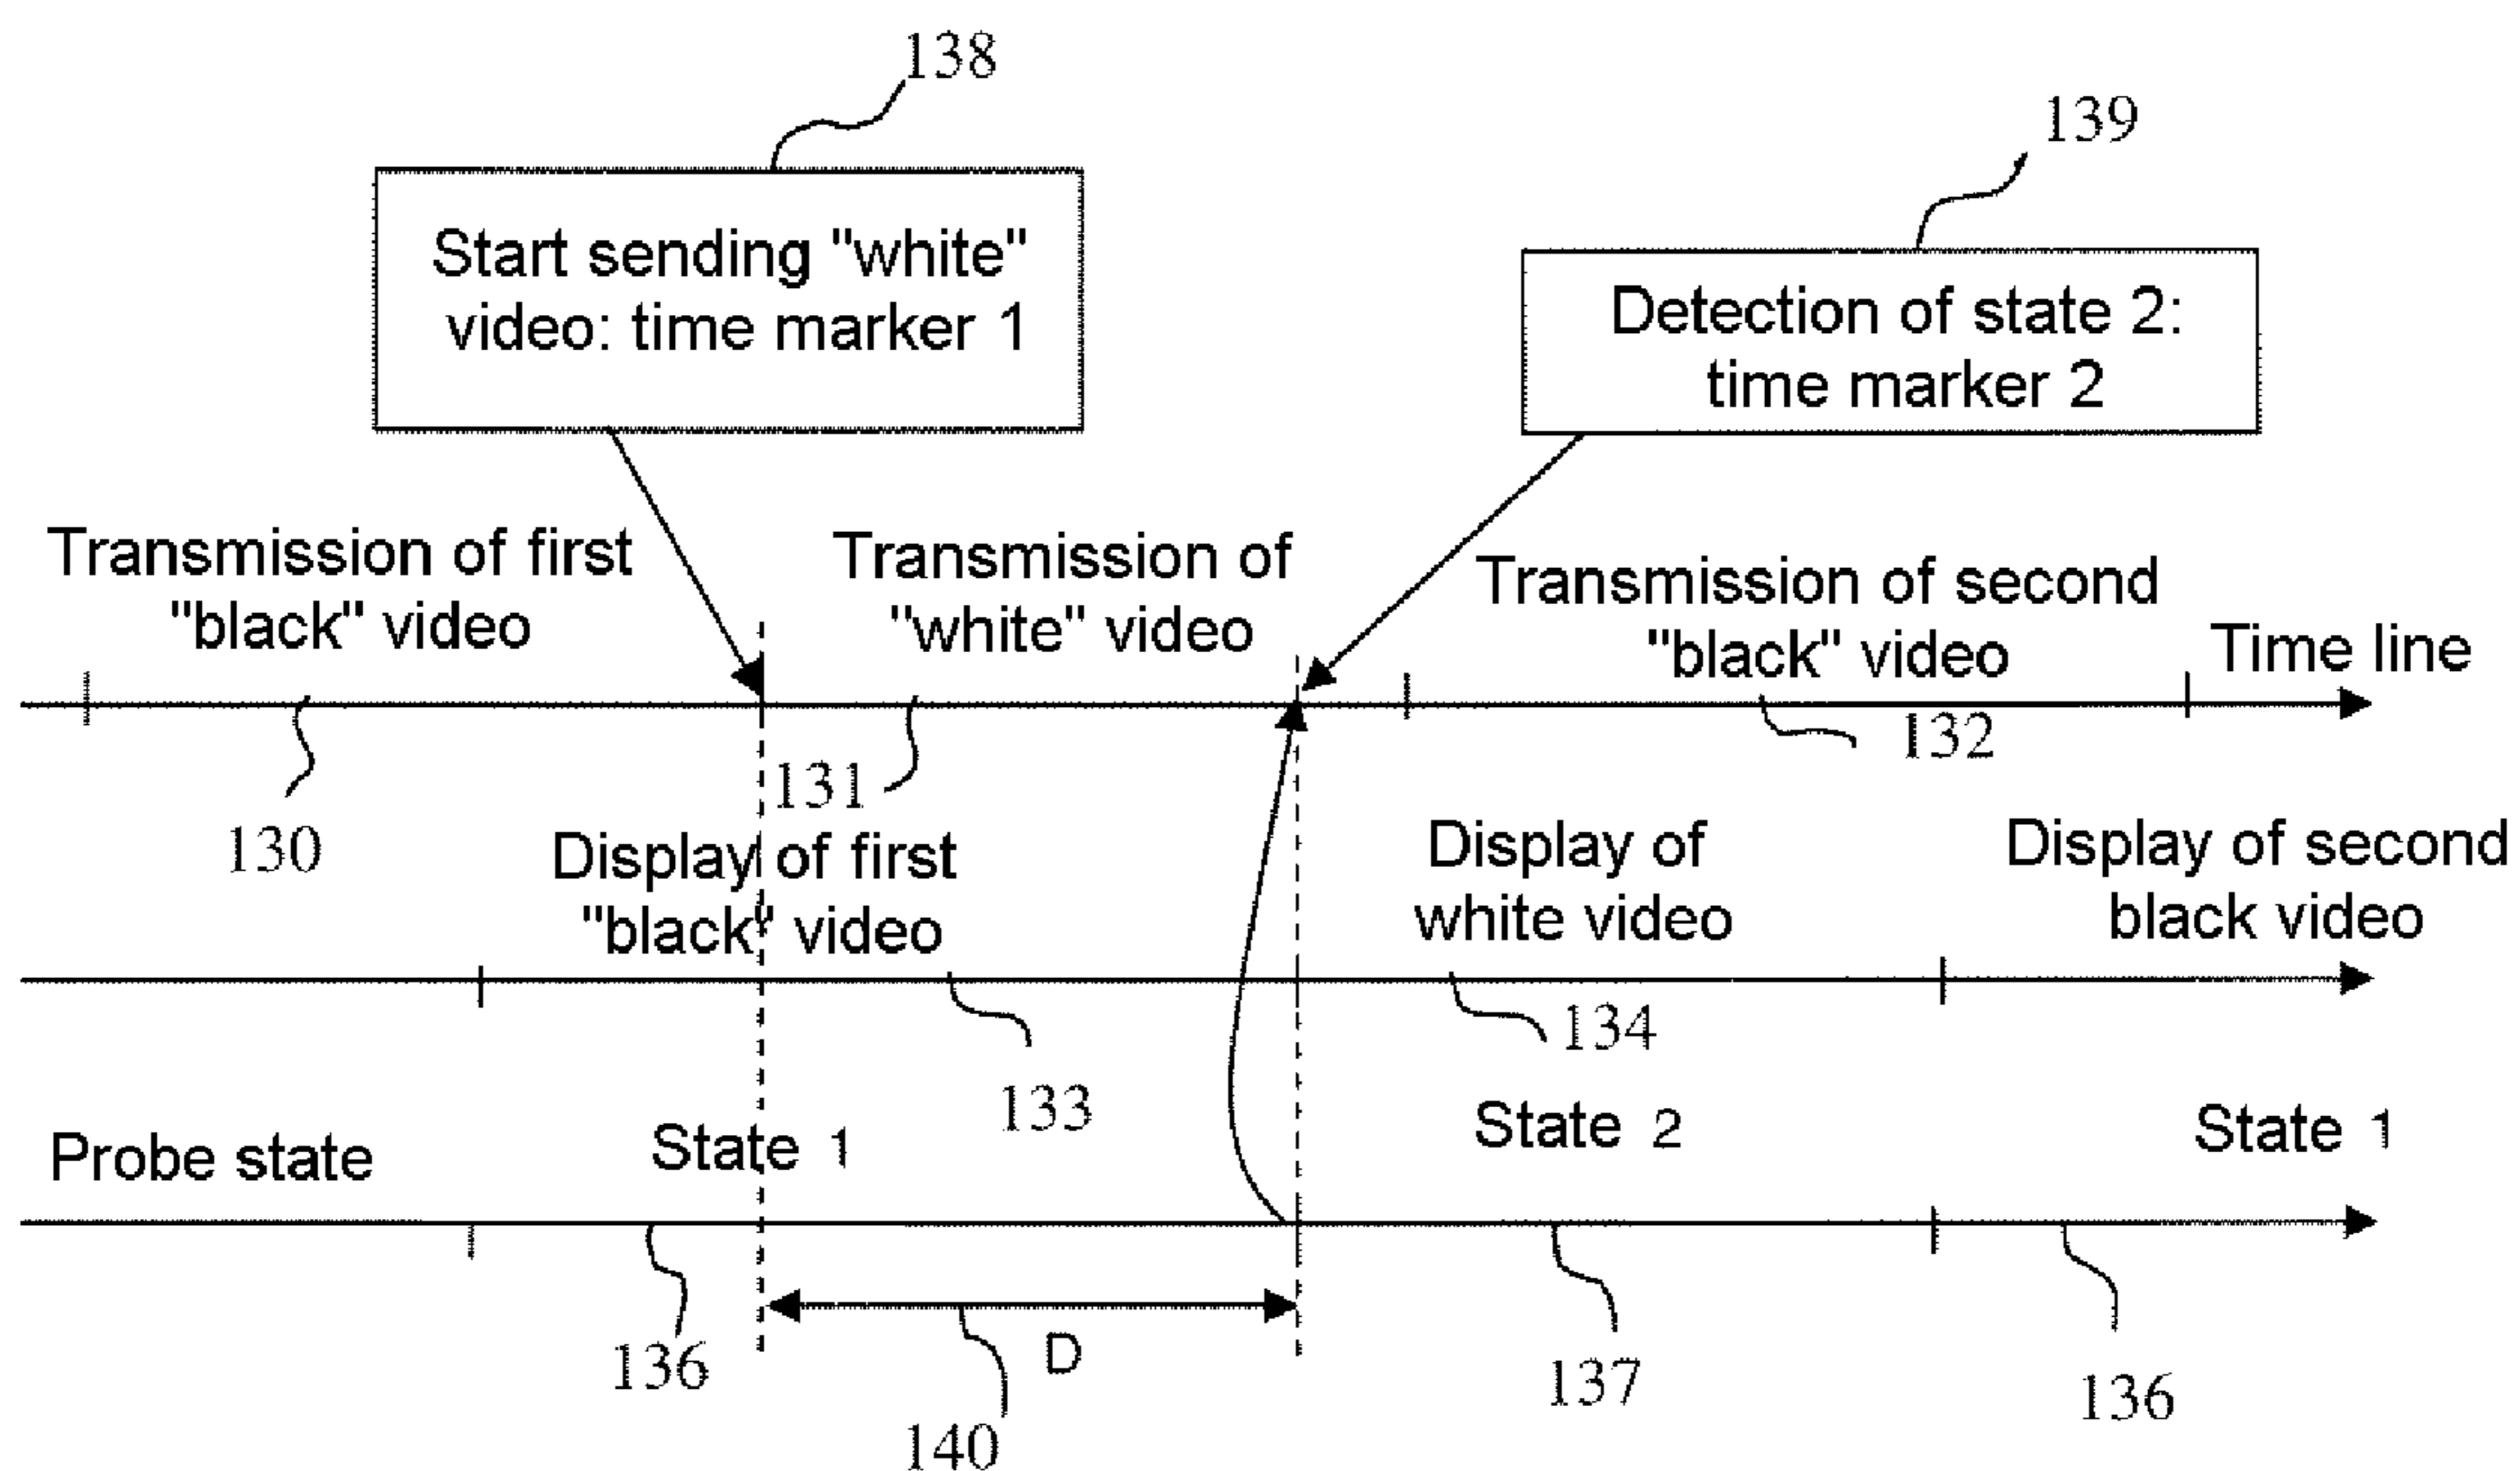 138
139
Start sending "white"
video: time marker 1
Detection of state 2:
time marker 2
Transmission of first
"black" video
Transmission of
"white" video
Transmission of second
"black" video
Time line
130
131
132
Display of first
"black" video
Display of
white video
Display of second
black video
133
134
Probe state
State 1
State 2
State 1
136
D
140
137
136